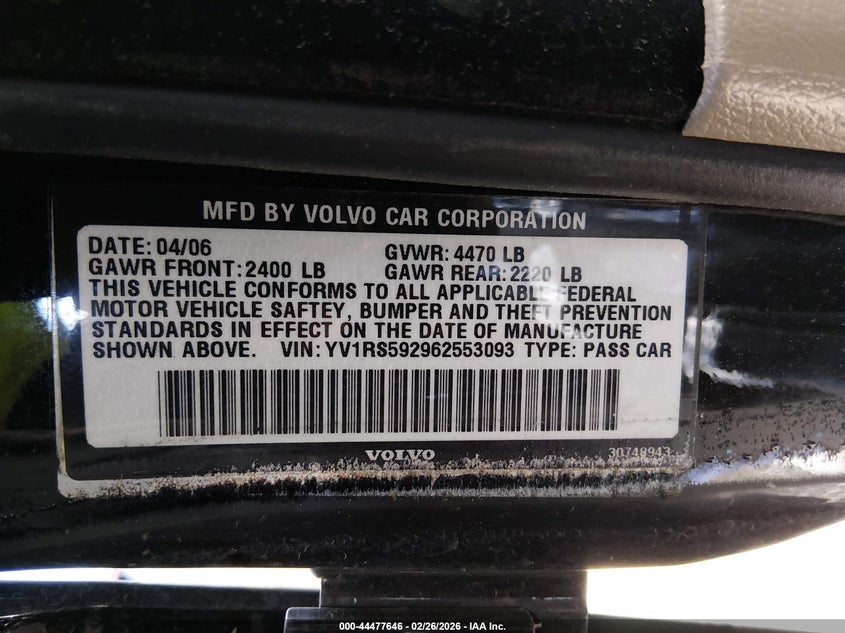 MFD BY VOLVO CAR CORPORATION
DATE: 04/06 GVWR: 4470 LB
GAWR FRONT: 2400 LB GAWR REAR: 2220 LB
THIS VEHICLE CONFORMS TO ALL APPLICABLE FEDERAL
MOTOR VEHICLE SAFTEY, BUMPER AND THEFT PREVENTION
STANDARDS IN EFFECT ON THE DATE OF MANUFACTURE
SHOWN ABOVE. VIN: YV1RS592962553093 TYPE: PASS CAR
VOLVO 30748943
000-44477646 - 02/26/2026 - IAA Inc.